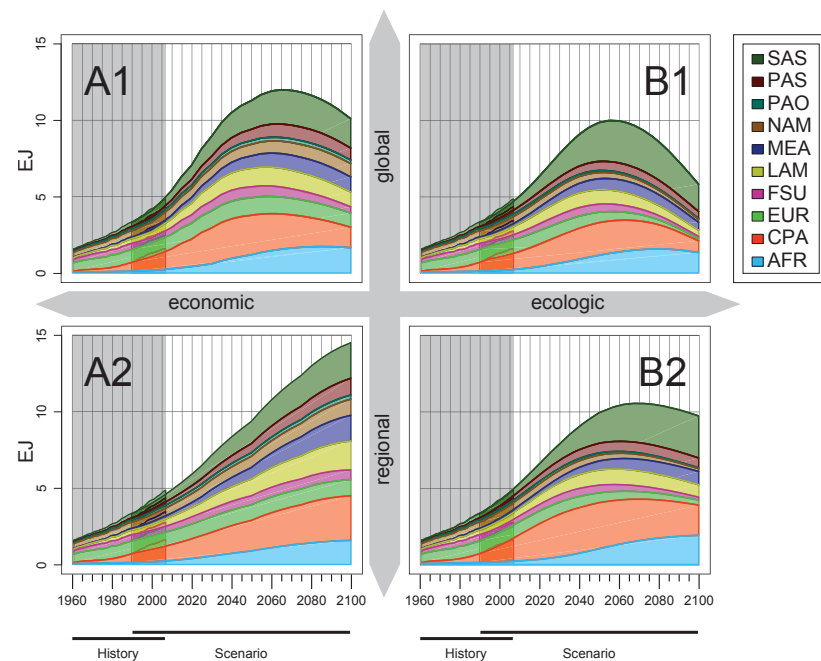 15
10
5
0
EJ
A1
global
B1
SAS
PAS
PAO
NAM
MEA
LAM
FSU
EUR
CPA
AFR
economic
ecologic
15
10
5
0
EJ
A2
regional
B2
1960 1980 2000 2020 2040 2060 2080 2100
1960 1980 2000 2020 2040 2060 2080 2100
History Scenario
History Scenario